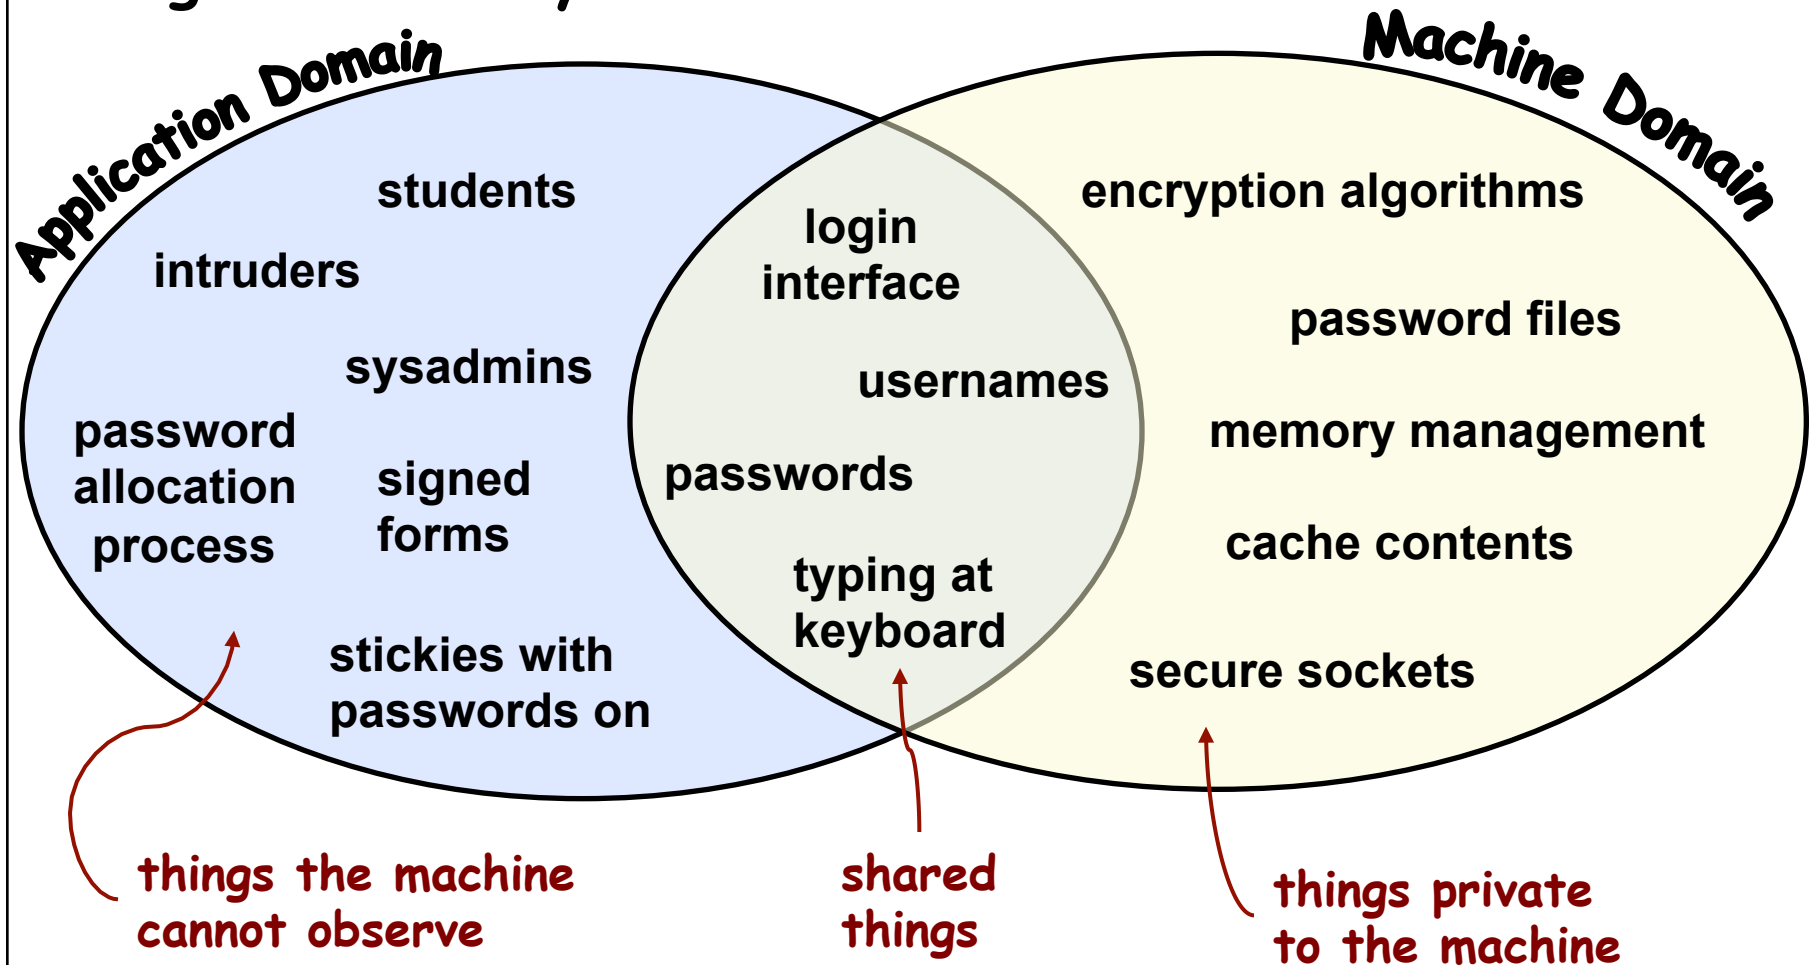 Application Domain
Machine Domain
students
intruders
sysadmins
password
allocation
process
signed
forms
stickies with
passwords on
login
interface
usernames
passwords
typing at
keyboard
encryption algorithms
password files
memory management
cache contents
secure sockets
things the machine
cannot observe
shared
things
things private
to the machine